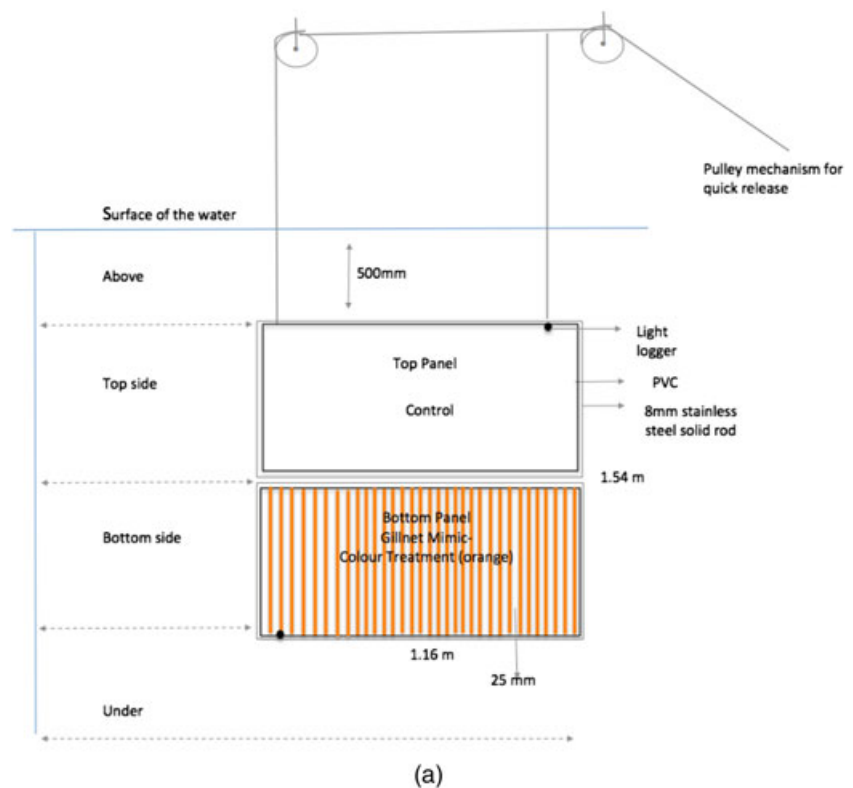 Pulley mechanism for
quick release
Surface of the water
Above
500mm
Light
logger
Top Panel
Top side
PVC
Control
8mm stainless
steel solid rod
1.54 m
Bottom Panel
Bottom side
Gillnet Mimic-
Colour Treatment (orange)
1.16 m
25 mm
Under
(a)